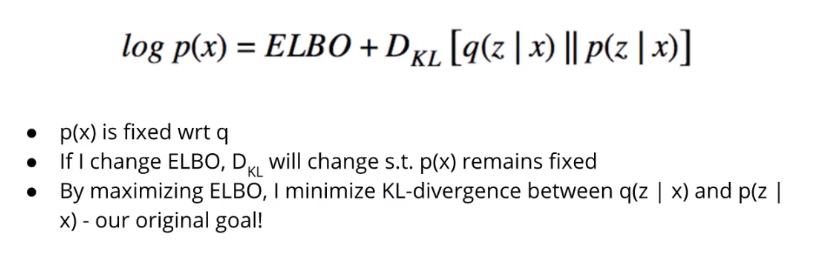 log p(x) = ELBO + D_KL [q(z | x) || p(z | x)]
● p(x) is fixed wrt q
● If I change ELBO, D_KL will change s.t. p(x) remains fixed
● By maximizing ELBO, I minimize KL-divergence between q(z | x) and p(z |
x) - our original goal!